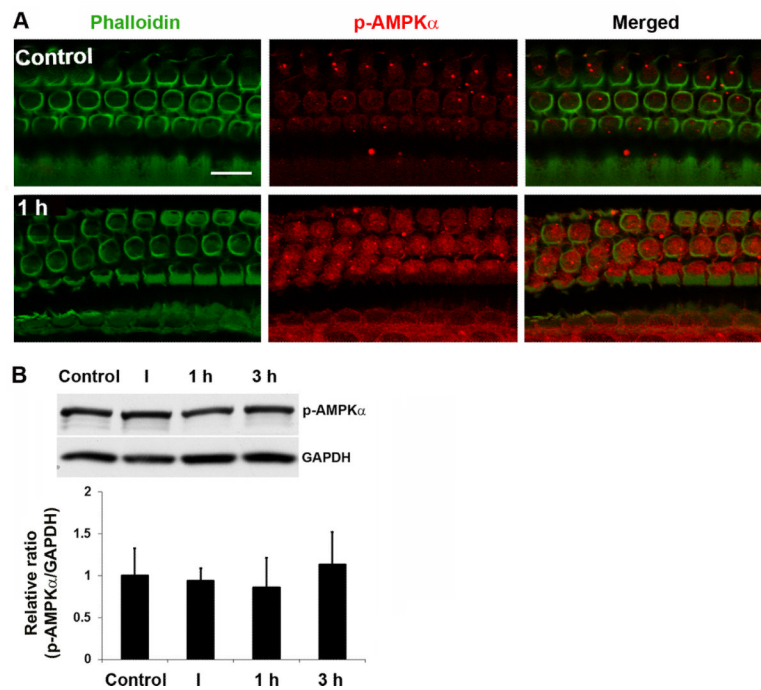 A
Phalloidin p-AMPKα Merged
Control
1 h
B
Control I 1 h 3 h
p-AMPKα
GAPDH
2
1.5
1
0.5
0
Relative ratio
(p-AMPKα/GAPDH)
Control I 1 h 3 h